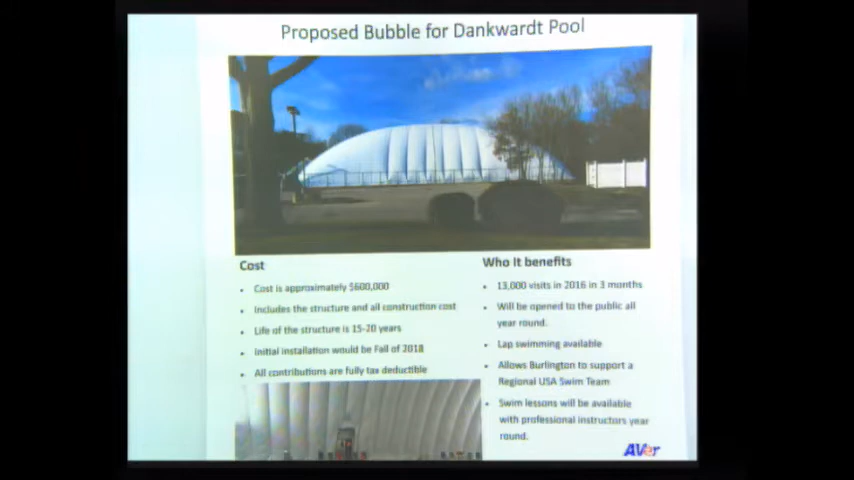 Proposed Bubble for Dankwardt Pool
Cost
• Cost is approximately $600,000
• Includes the structure and all construction cost
• Life of the structure is 15-20 years
• Initial installation would be Fall of 2018
• All contributions are fully tax deductible
Who It benefits
• 13,000 visits in 2016 in 3 months
• Will be opened to the public all
year round.
• Lap swimming available
• Allows Burlington to support a
Regional USA Swim Team
• Swim lessons will be available
with professional instructors year
round.
AVer